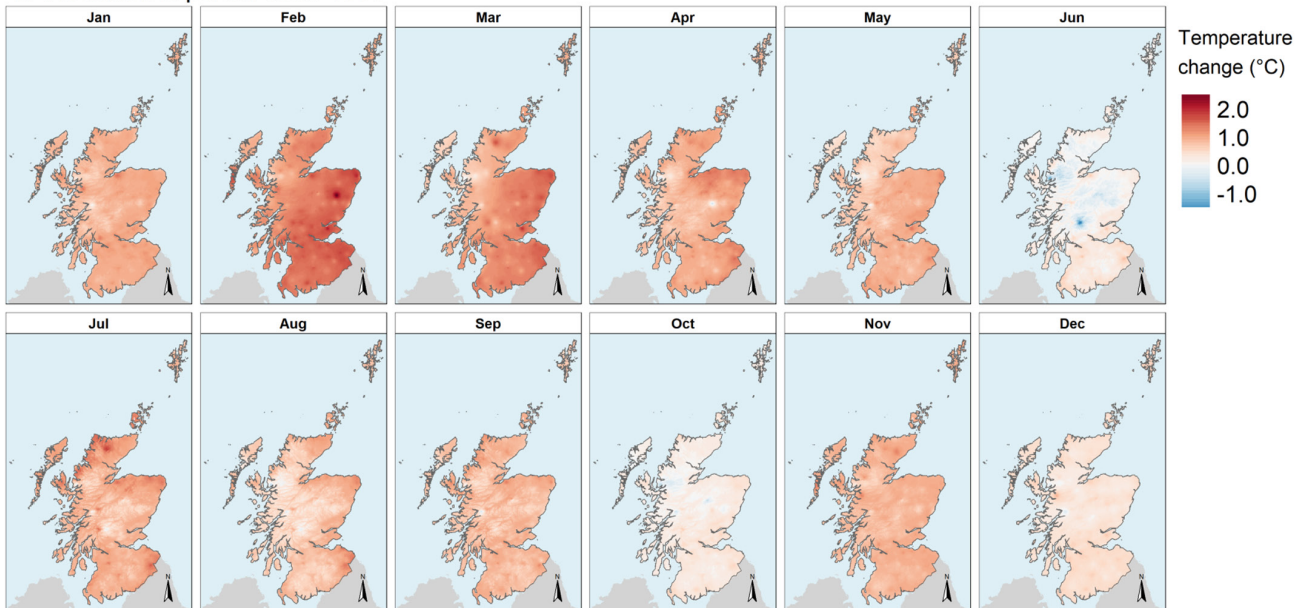 Jan
Feb
Mar
Apr
May
Jun
Temperature
change (°C)
2.0
1.0
0.0
-1.0
N
N
N
N
N
N
Jul
Aug
Sep
Oct
Nov
Dec
N
N
N
N
N
N